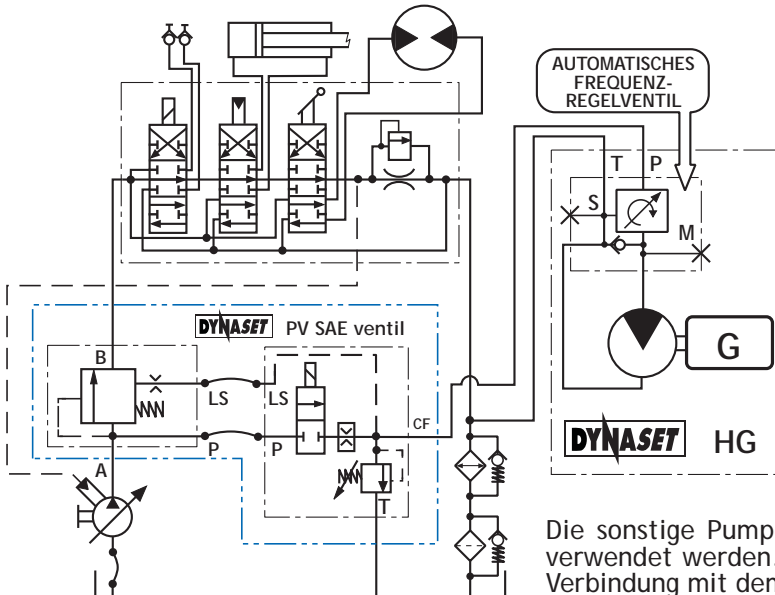 AUTOMATISCHES
FREQUENZ-
REGELVENTIL
T P
S
M
G
DYNASET HG
DYNASET PV SAE ventil
B
LS LS
CF
P P
A
T
Die sonstige Pump
verwendet werden.
Verbindung mit den